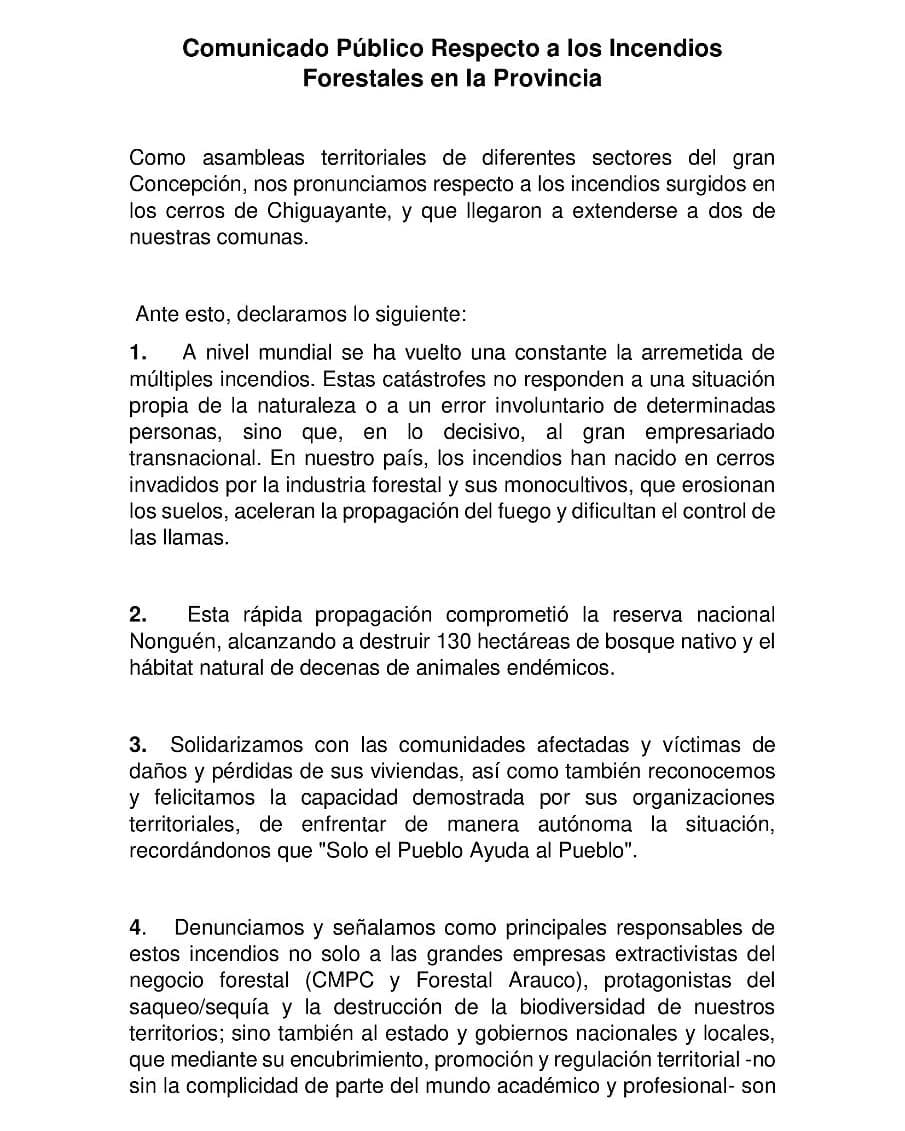 Comunicado Público Respecto a los Incendios
Forestales en la Provincia
Como asambleas territoriales de diferentes sectores del gran
Concepción, nos pronunciamos respecto a los incendios surgidos en
los cerros de Chiguayante, y que llegaron a extenderse a dos de
nuestras comunas.
Ante esto, declaramos lo siguiente:
1. A nivel mundial se ha vuelto una constante la arremetida de
múltiples incendios. Estas catástrofes no responden a una situación
propia de la naturaleza o a un error involuntario de determinadas
personas, sino que, en lo decisivo, al gran empresariado
transnacional. En nuestro país, los incendios han nacido en cerros
invadidos por la industria forestal y sus monocultivos, que erosionan
los suelos, aceleran la propagación del fuego y dificultan el control de
las llamas.
2. Esta rápida propagación comprometió la reserva nacional
Nonguén, alcanzando a destruir 130 hectáreas de bosque nativo y el
hábitat natural de decenas de animales endémicos.
3. Solidarizamos con las comunidades afectadas y víctimas de
daños y pérdidas de sus viviendas, así como también reconocemos
y felicitamos la capacidad demostrada por sus organizaciones
territoriales, de enfrentar de manera autónoma la situación,
recordándonos que "Solo el Pueblo Ayuda al Pueblo".
4. Denunciamos y señalamos como principales responsables de
estos incendios no solo a las grandes empresas extractivistas del
negocio forestal (CMPC y Forestal Arauco), protagonistas del
saqueo/sequía y la destrucción de la biodiversidad de nuestros
territorios; sino también al estado y gobiernos nacionales y locales,
que mediante su encubrimiento, promoción y regulación territorial -no
sin la complicidad de parte del mundo académico y profesional- son